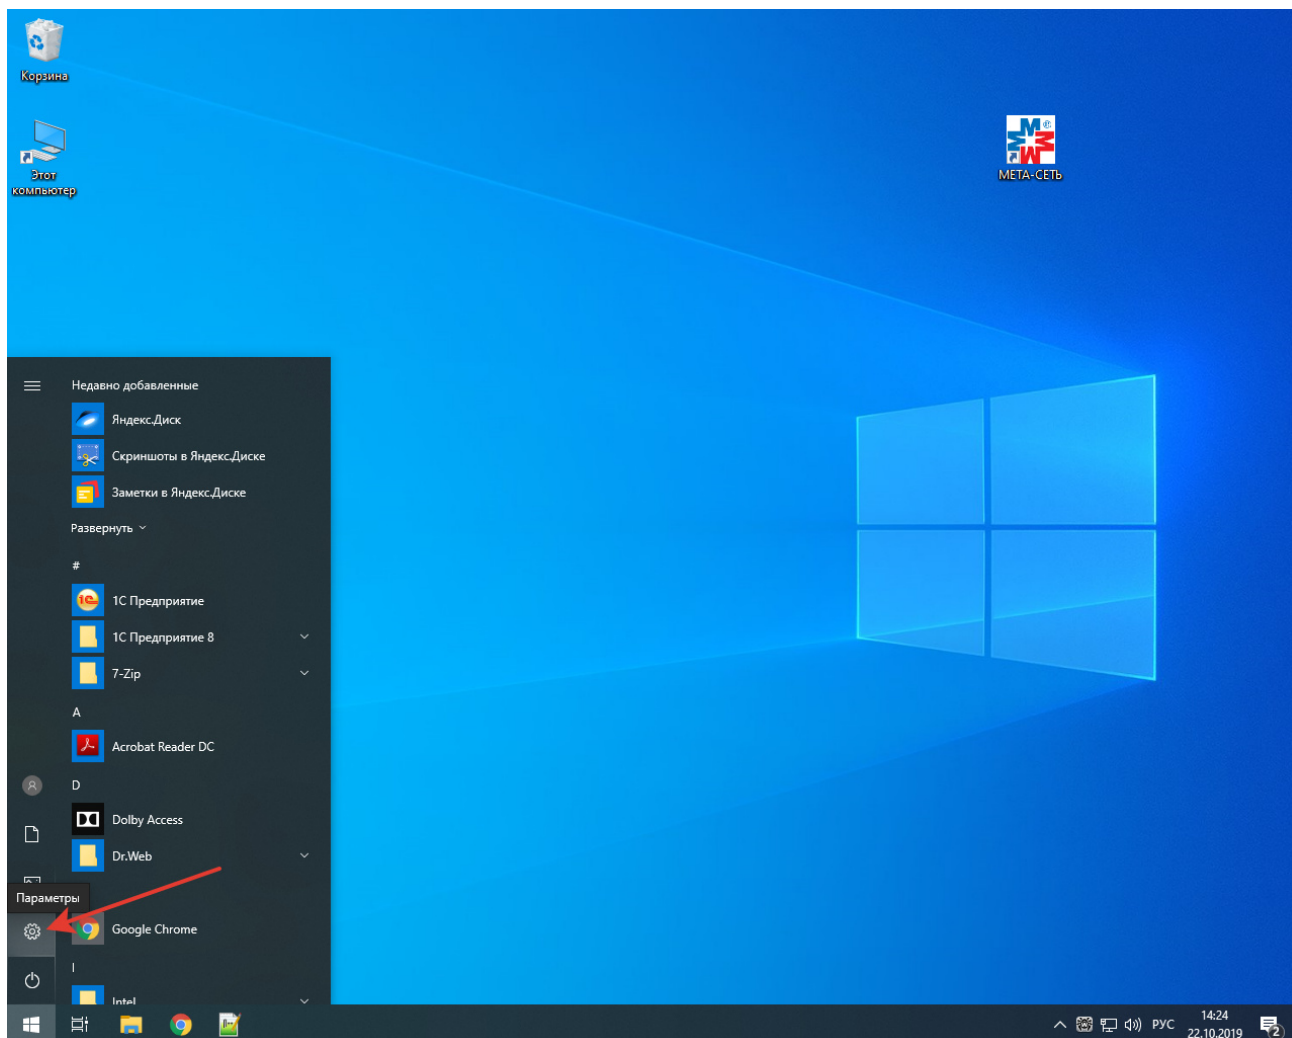 Корзина
Этот
компьютер
МЕТА-СЕТЬ
Недавно добавленные
Яндекс.Диск
Скриншоты в Яндекс.Диске
Заметки в Яндекс.Диске
Развернуть
#
1С Предприятие
1С Предприятие 8
7-Zip
A
Acrobat Reader DC
D
Dolby Access
Dr.Web
Параметры
Google Chrome
I
Intel
РУС
14:24
22.10.2019
2